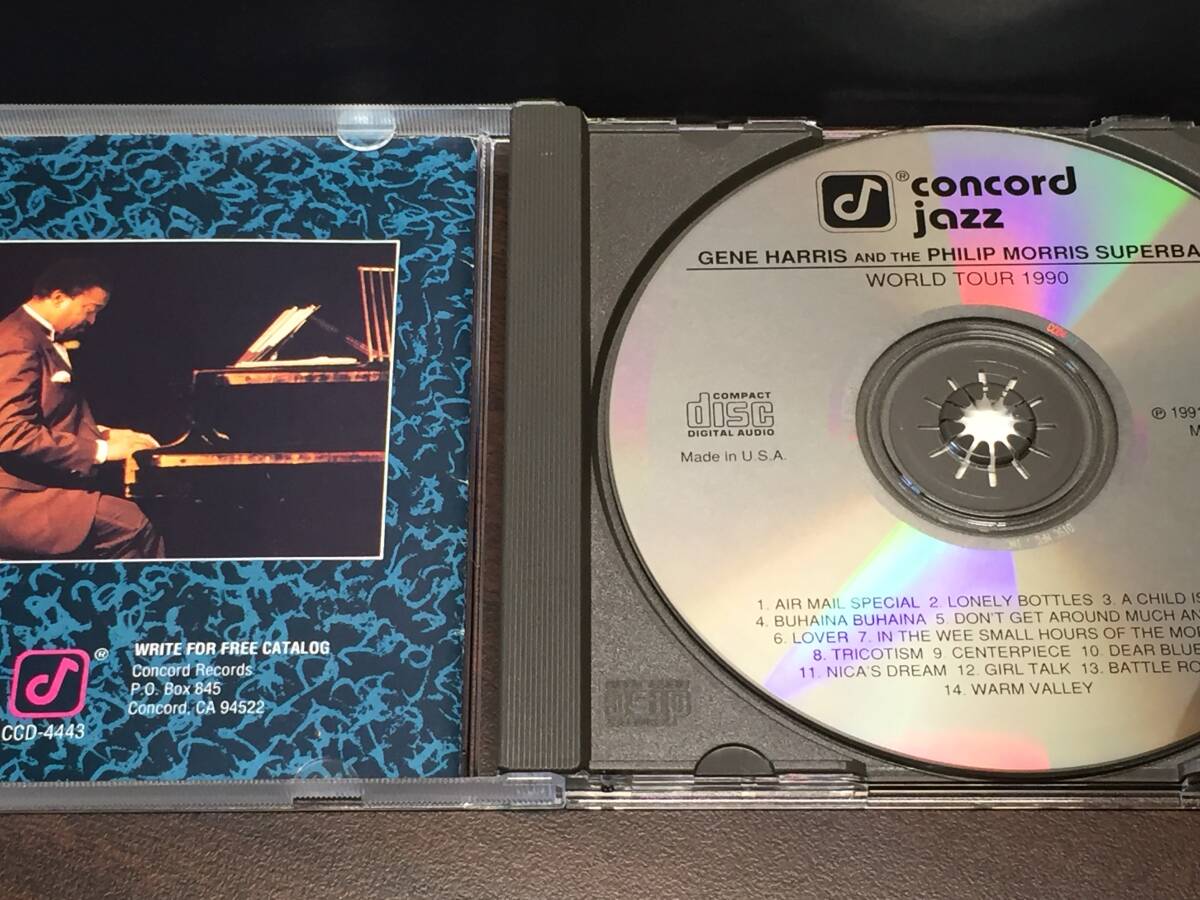 WRITE FOR FREE CATALOG
Concord Records
P.O. Box 845
Concord, CA 94522
®
CCD-4443
® concord
jazz
GENE HARRIS AND THE PHILIP MORRIS SUPERBA
WORLD TOUR 1990
COMPACT
disc
DIGITAL AUDIO
Made in U.S.A.
℗ 1991
M
1. AIR MAIL SPECIAL 2. LONELY BOTTLES 3. A CHILD IS
4. BUHAINA BUHAINA 5. DON'T GET AROUND MUCH AN
6. LOVER 7. IN THE WEE SMALL HOURS OF THE MOR
8. TRICOTISM 9. CENTERPIECE 10. DEAR BLUE
11. NICA'S DREAM 12. GIRL TALK 13. BATTLE RO
14. WARM VALLEY